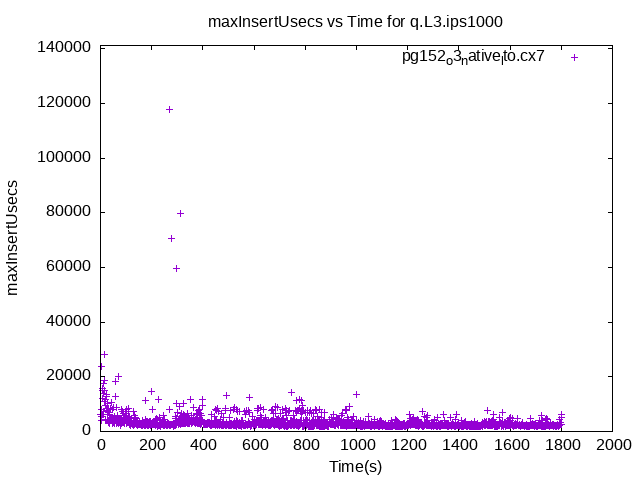 maxInsertUsecs vs Time for q.L3.ips1000
pg152o3native_lto.cx7
140000
120000
100000
80000
60000
40000
20000
0
maxInsertUsecs
0 200 400 600 800 1000 1200 1400 1600 1800 2000
Time(s)